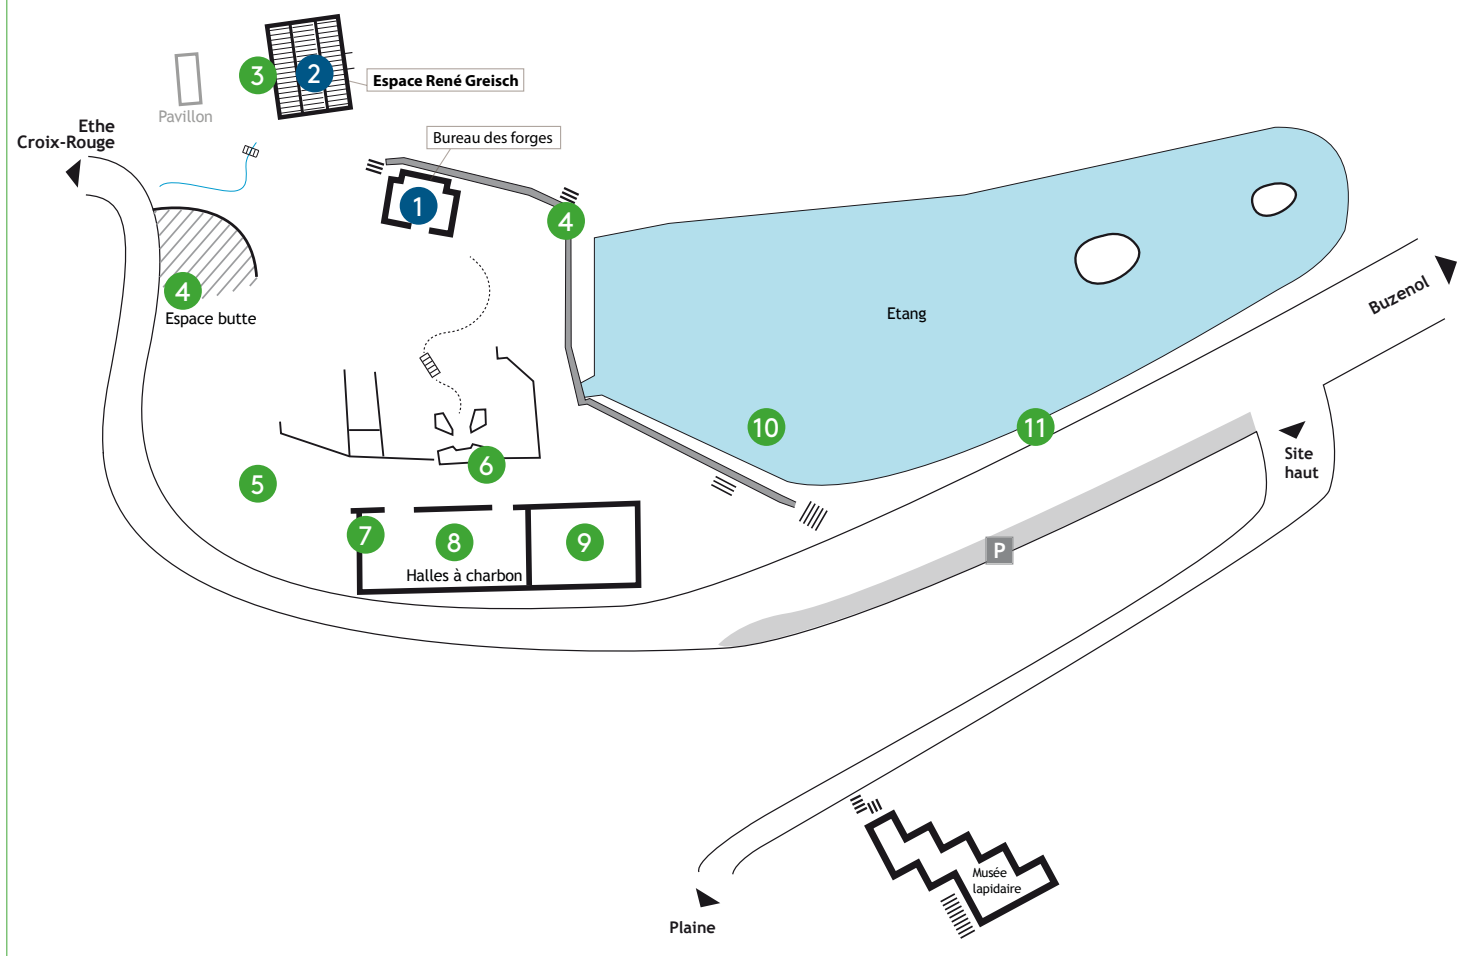 3
2
Espace René Greisch
Pavillon
Ethe
Croix-Rouge
Bureau des forges
1
4
4
Espace butte
Etang
Buzenol
10
11
Site
haut
6
5
7
8
9
Halles à charbon
P
Musée
lapidaire
Plaine